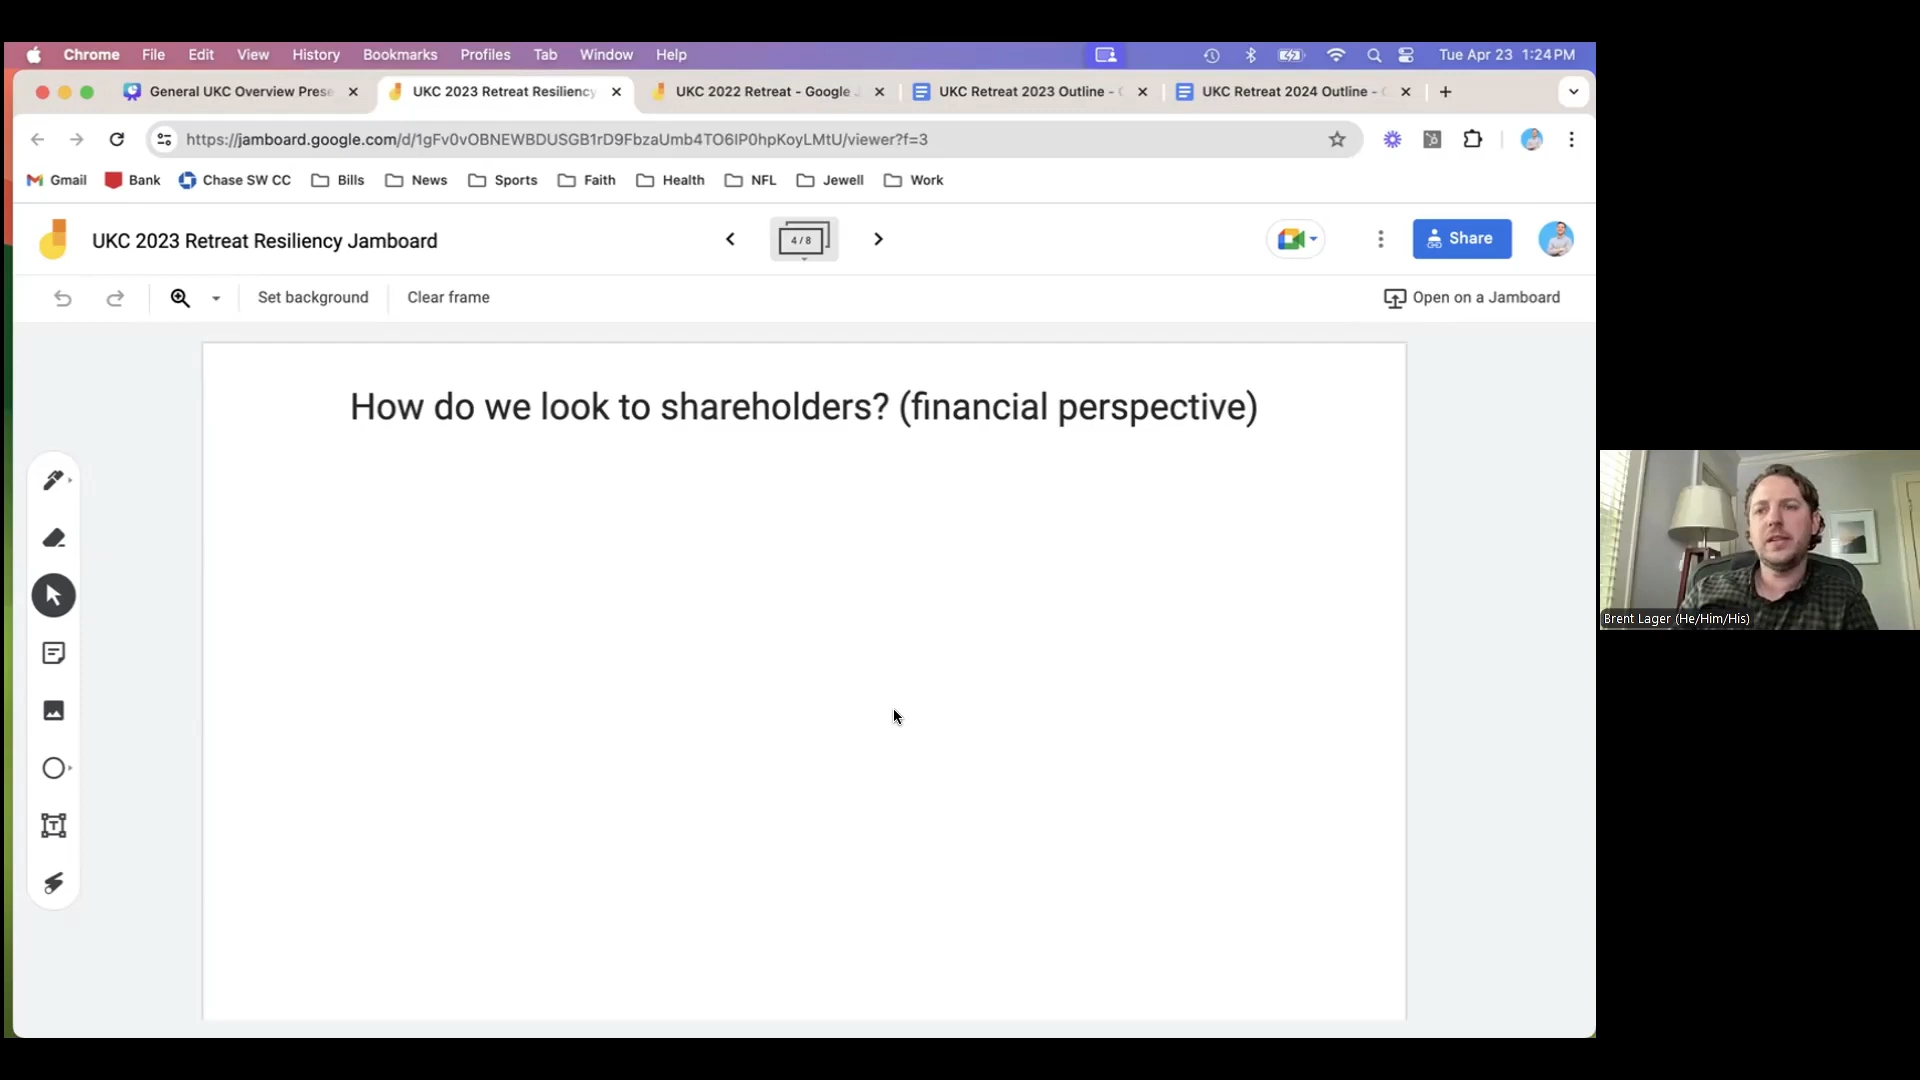 Chrome File Edit View History Bookmarks Profiles Tab Window Help Tue Apr 23 1:24 PM
General UKC Overview Prese UKC 2023 Retreat Resiliency UKC 2022 Retreat - Google UKC Retreat 2023 Outline - UKC Retreat 2024 Outline -
https://jamboard.google.com/d/1gFv0vOBNEWBDUSGB1rD9FbzaUmb4TO6IP0hpKoyLMtU/viewer?f=3
Gmail Bank Chase SW CC Bills News Sports Faith Health NFL Jewell Work
UKC 2023 Retreat Resiliency Jamboard 4 / 8 Share
Set background Clear frame Open on a Jamboard
How do we look to shareholders? (financial perspective)
Brent Lager (He/Him/His)